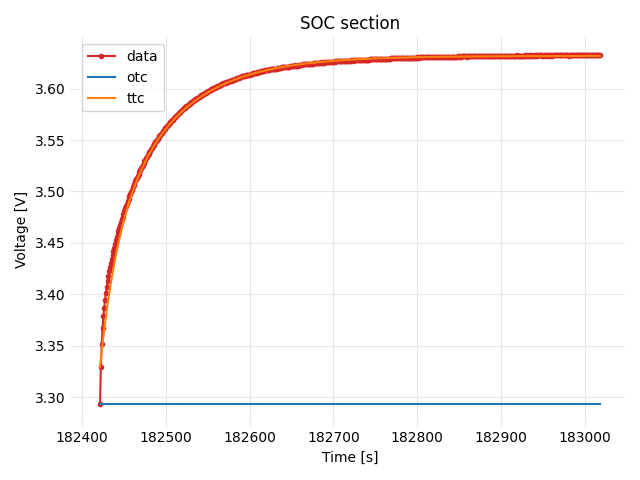 SOC section
data
otc
ttc
Voltage [V]
3.60
3.55
3.50
3.45
3.40
3.35
3.30
182400 182500 182600 182700 182800 182900 183000
Time [s]